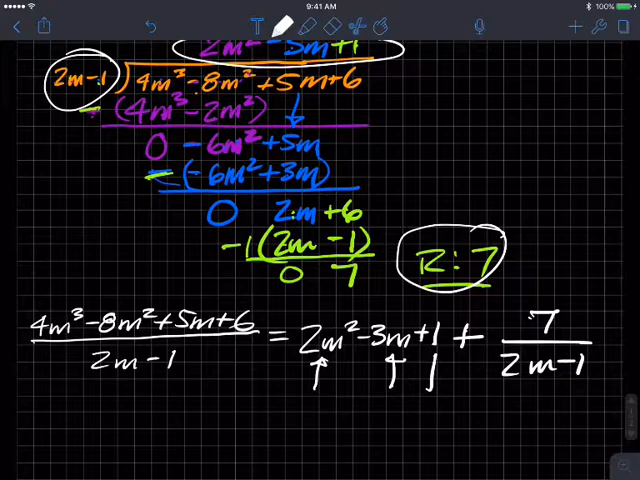 9:41 AM
100%
T
2m² -3m +1
2m-1 ) 4m³ - 8m² + 5m + 6
- (4m³ - 2m²)
0 - 6m² + 5m
- (-6m² + 3m)
0 2m + 6
-1 (2m - 1)
0 7
R: 7
4m³ - 8m² + 5m + 6 / 2m - 1 = 2m² - 3m + 1 + 7 / 2m - 1